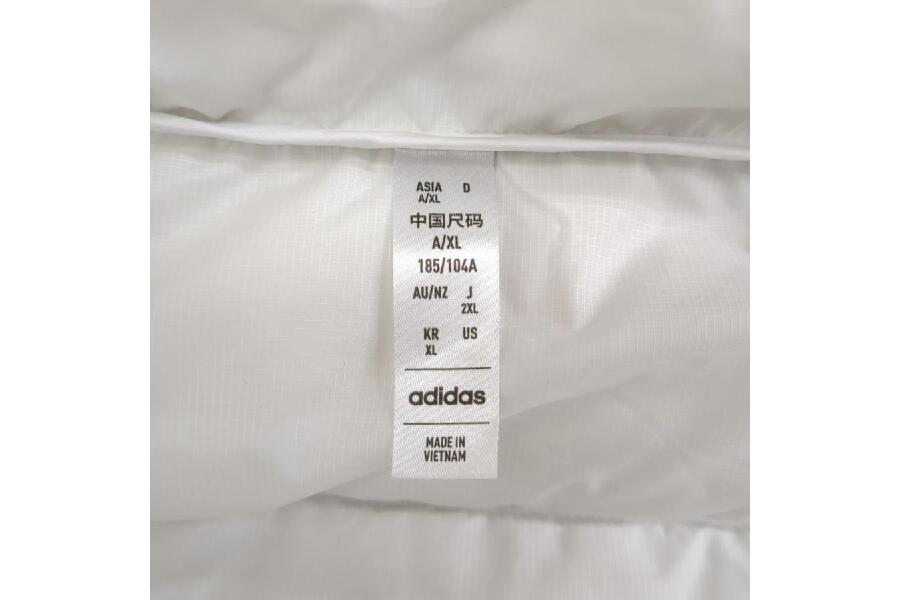 ASIA D
A/XL
中国尺码
A/XL
185/104A
AU/NZ J
2XL
KR US
XL
adidas
MADE IN
VIETNAM